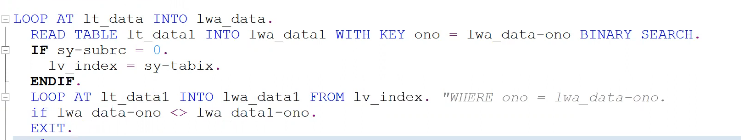 LOOP AT lt_data INTO lwa_data.
READ TABLE lt_data1 INTO lwa_data1 WITH KEY ono = lwa_data-ono BINARY SEARCH.
IF sy-subrc = 0.
lv_index = sy-tabix.
ENDIF.
LOOP AT lt_data1 INTO lwa_data1 FROM lv_index. "WHERE ono = lwa_data-ono.
if lwa_data-ono <> lwa_data1-ono.
EXIT.